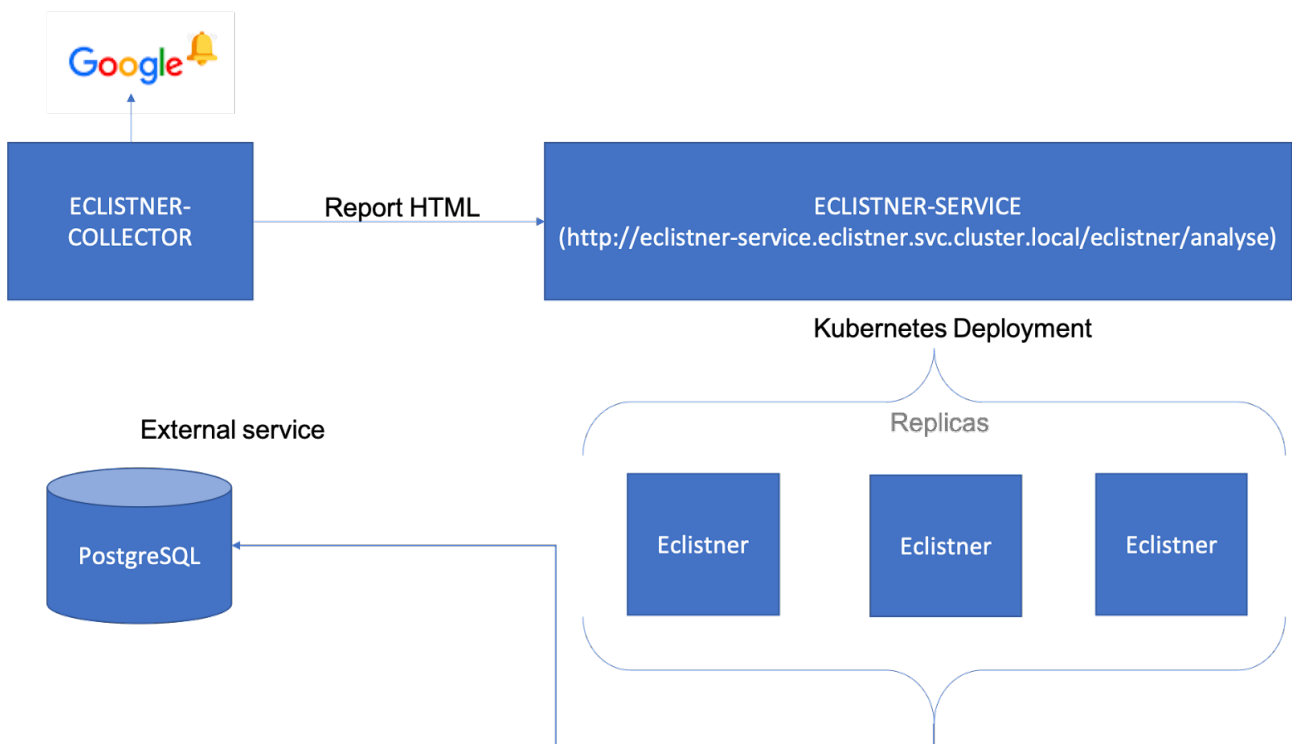 Google
ECLISTNER-
COLLECTOR
Report HTML
ECLISTNER-SERVICE
(http://eclistner-service.eclistner.svc.cluster.local/eclistner/analyse)
Kubernetes Deployment
Replicas
External service
PostgreSQL
Eclistner
Eclistner
Eclistner